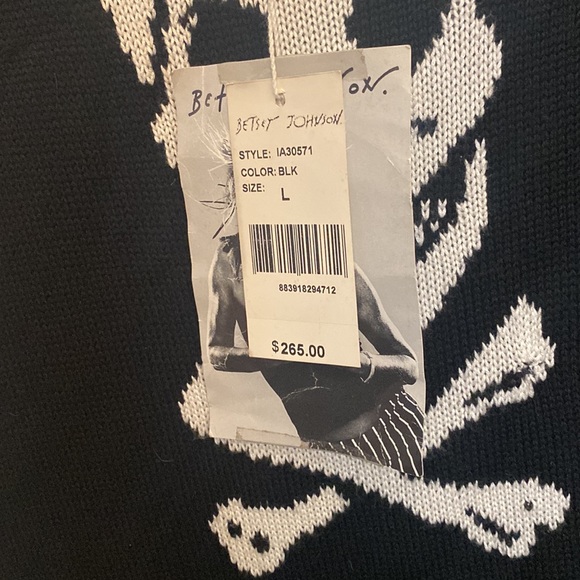 BETSEY JOHNSON.
STYLE: IA30571
COLOR: BLK
SIZE: L
883918294712
$265.00